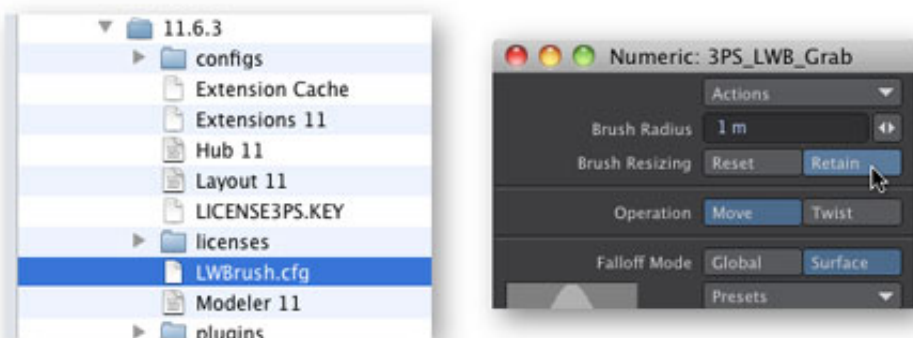 11.6.3
configs
Extension Cache
Extensions 11
Hub 11
Layout 11
LICENSE3PS.KEY
licenses
LWBrush.cfg
Modeler 11
plugins
Numeric: 3PS_LWB_Grab
Actions
Brush Radius 1 m
Brush Resizing Reset Retain
Operation Move Twist
Falloff Mode Global Surface
Presets